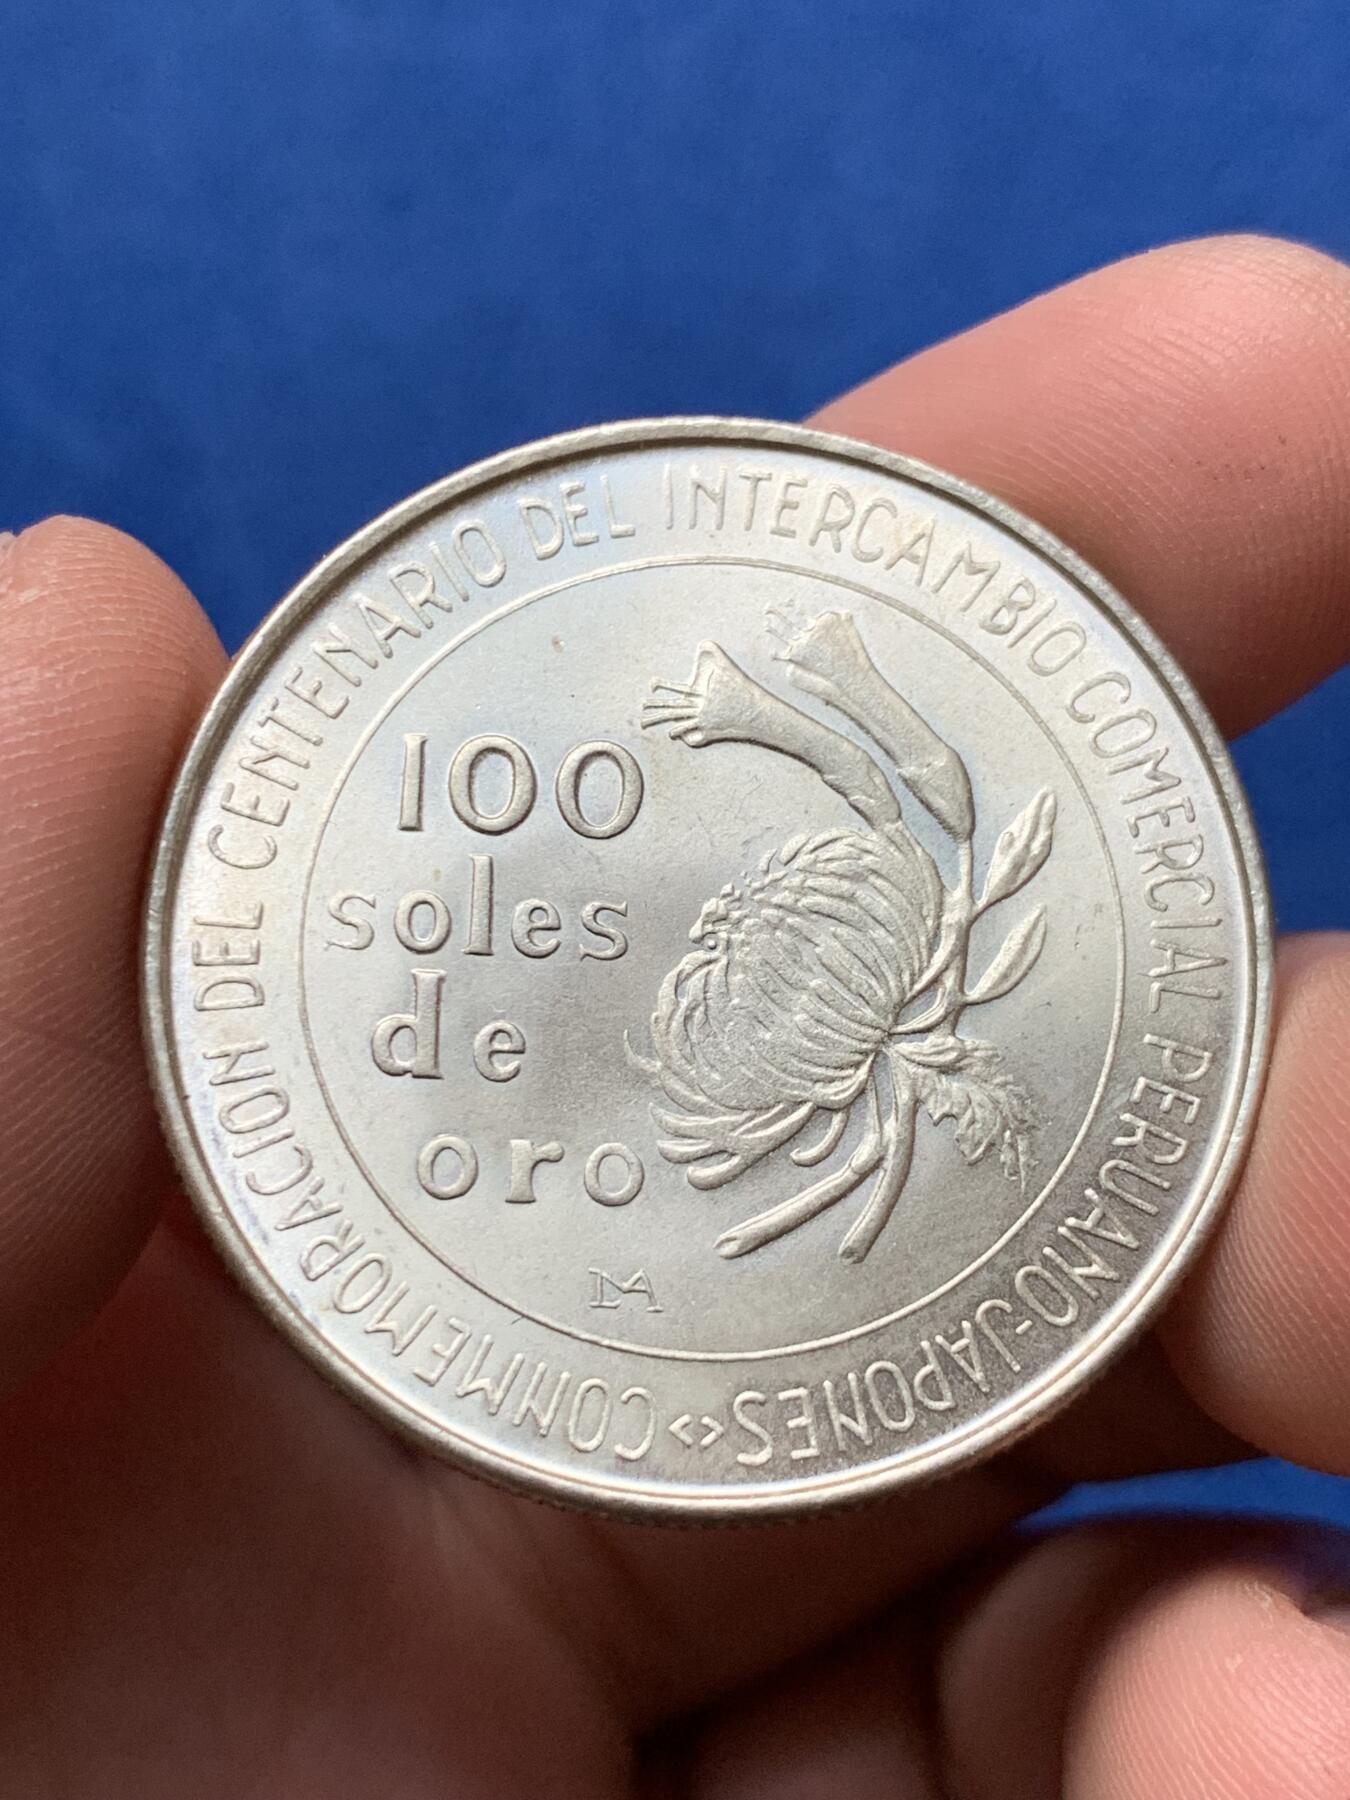 CONMEMORACION DEL CENTENARIO DEL INTERCAMBIO COMERCIAL PERUANO-JAPONES <>
100
soles
de
oro